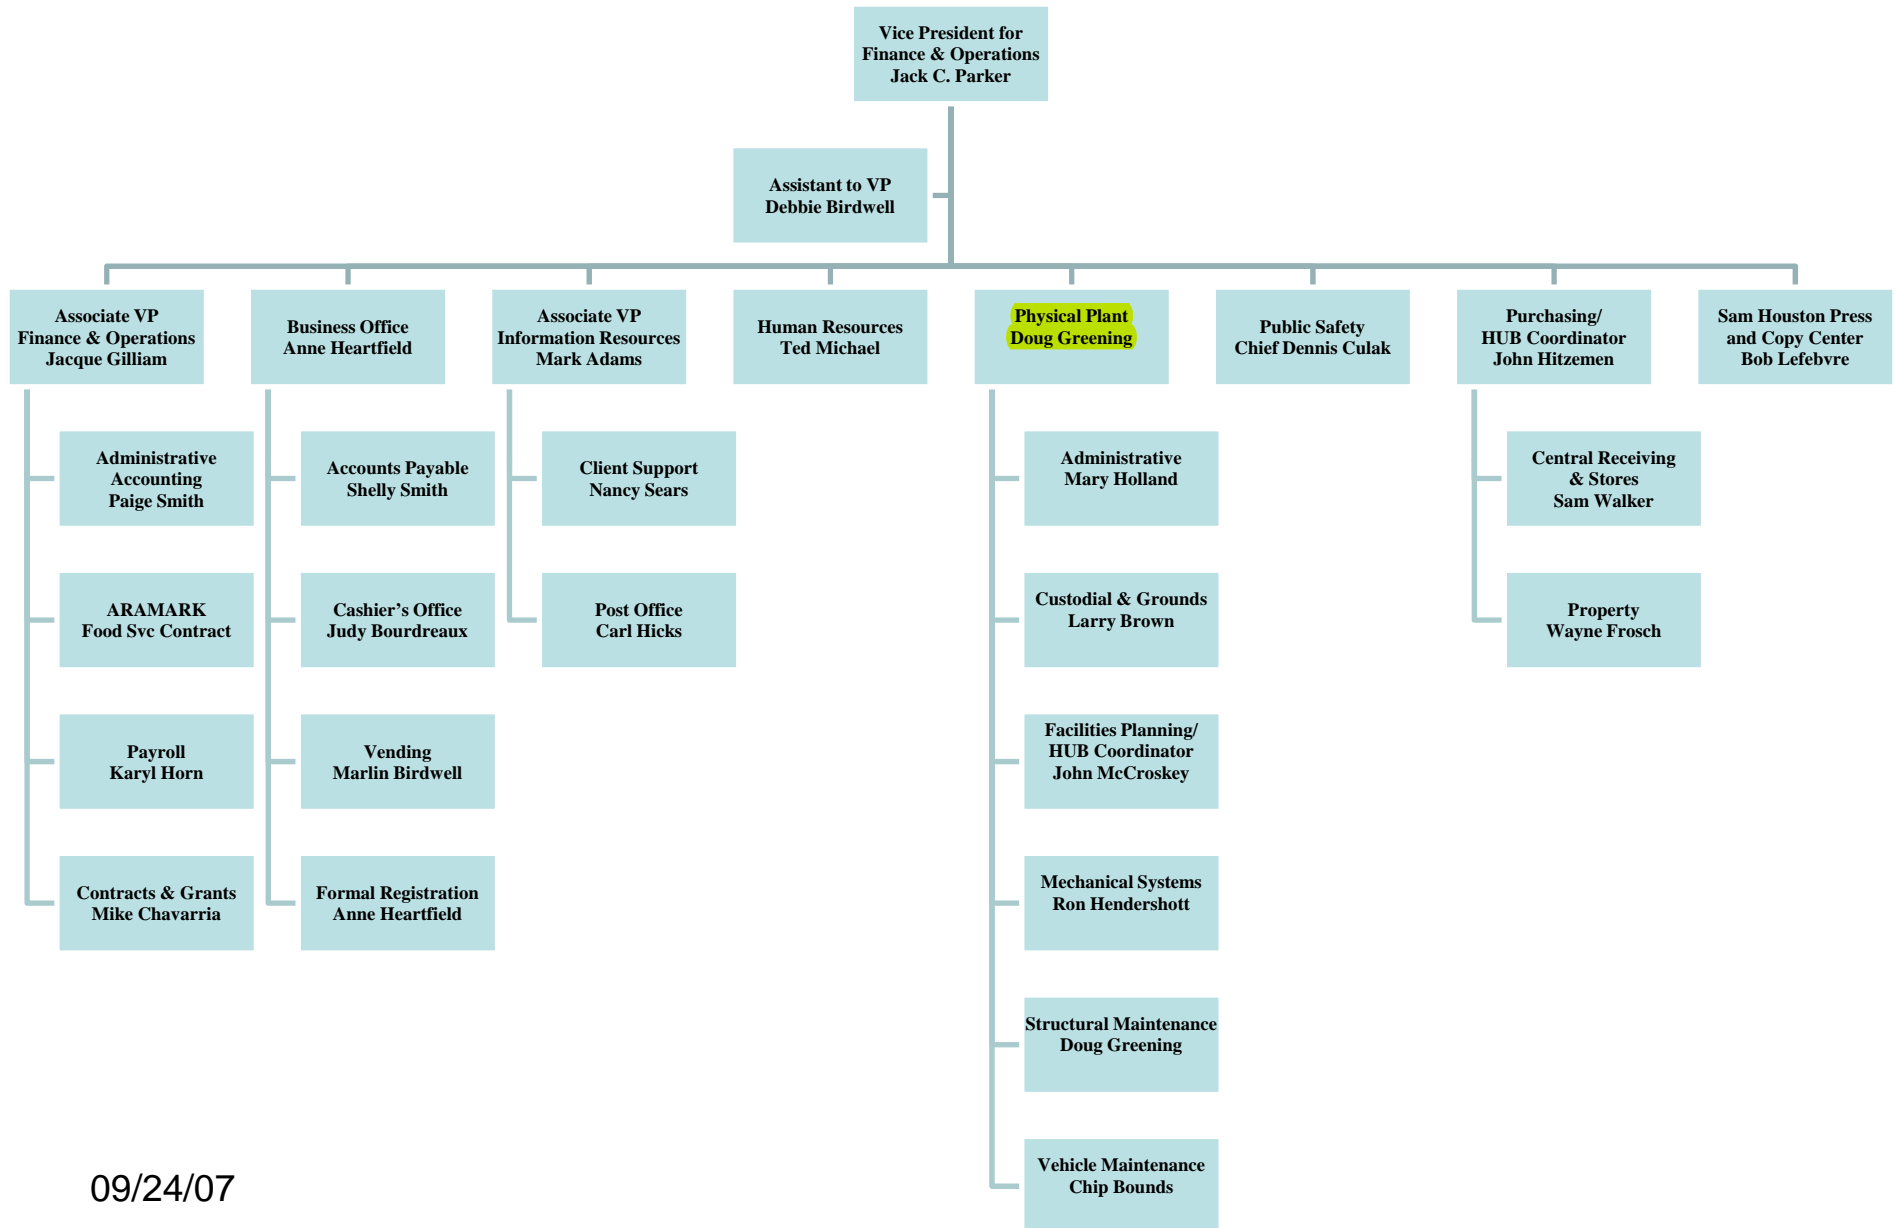 Vice President for
Finance & Operations
Jack C. Parker
Assistant to VP
Debbie Birdwell
Associate VP
Finance & Operations
Jacque Gilliam
Business Office
Anne Heartfield
Associate VP
Information Resources
Mark Adams
Human Resources
Ted Michael
Physical Plant
Doug Greening
Public Safety
Chief Dennis Culak
Purchasing/
HUB Coordinator
John Hitzemen
Sam Houston Press
and Copy Center
Bob Lefebvre
Administrative
Accounting
Paige Smith
Accounts Payable
Shelly Smith
Client Support
Nancy Sears
Administrative
Mary Holland
Central Receiving
& Stores
Sam Walker
ARAMARK
Food Svc Contract
Cashier’s Office
Judy Bourdreaux
Post Office
Carl Hicks
Custodial & Grounds
Larry Brown
Property
Wayne Frosch
Payroll
Karyl Horn
Vending
Marlin Birdwell
Facilities Planning/
HUB Coordinator
John McCroskey
Contracts & Grants
Mike Chavarria
Formal Registration
Anne Heartfield
Mechanical Systems
Ron Hendershott
Structural Maintenance
Doug Greening
Vehicle Maintenance
Chip Bounds
09/24/07